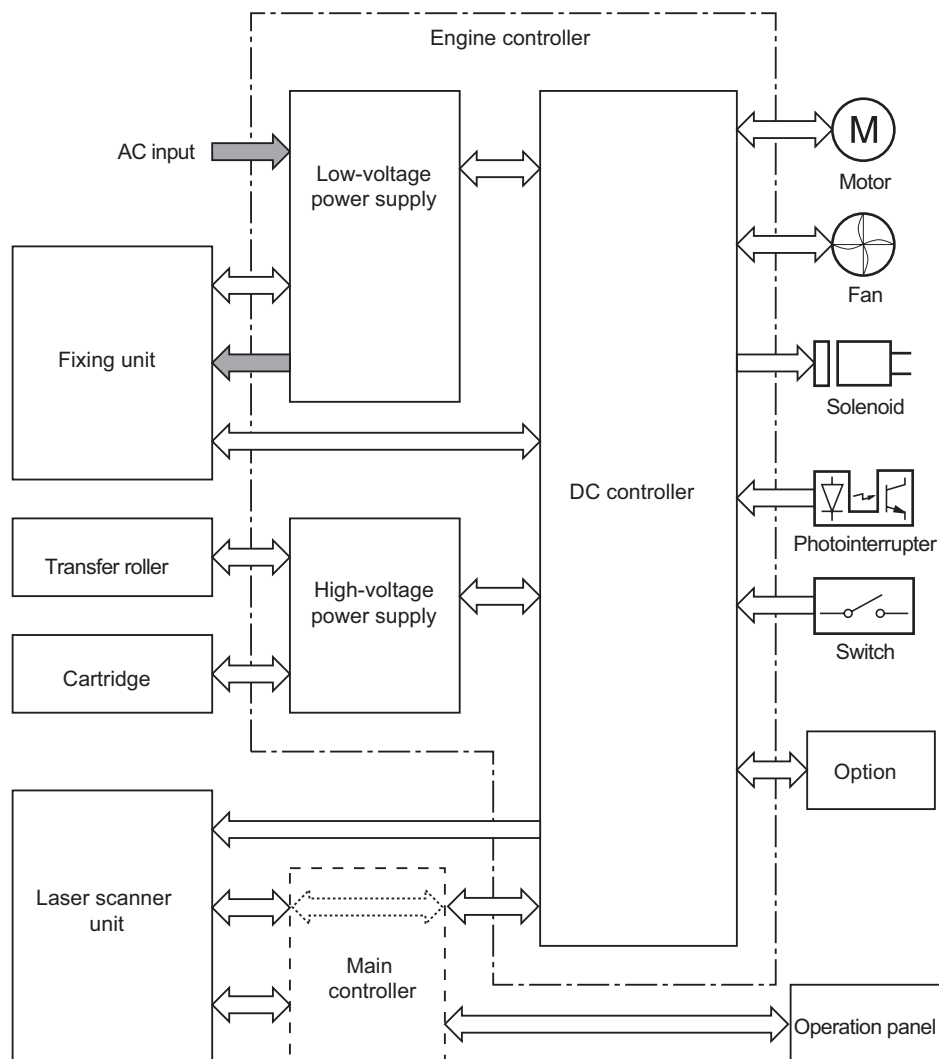 Engine controller
AC input
Low-voltage
power supply
M
Motor
Fan
Fixing unit
Solenoid
DC controller
Photointerrupter
Transfer roller
High-voltage
power supply
Switch
Cartridge
Option
Laser scanner
unit
Main
controller
Operation panel